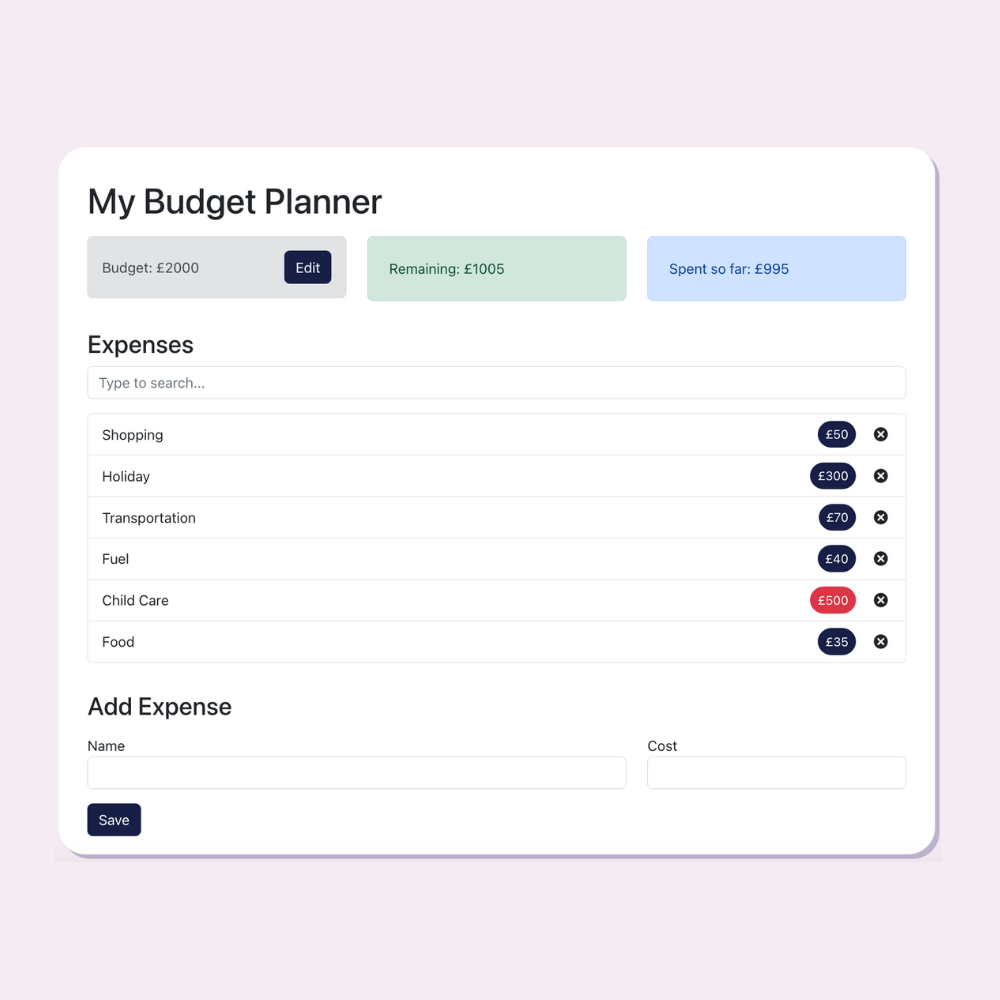 My Budget Planner
Budget: £2000 Edit Remaining: £1005 Spent so far: £995
Expenses
Type to search...
Shopping £50
Holiday £300
Transportation £70
Fuel £40
Child Care £500
Food £35
Add Expense
Name Cost
Save